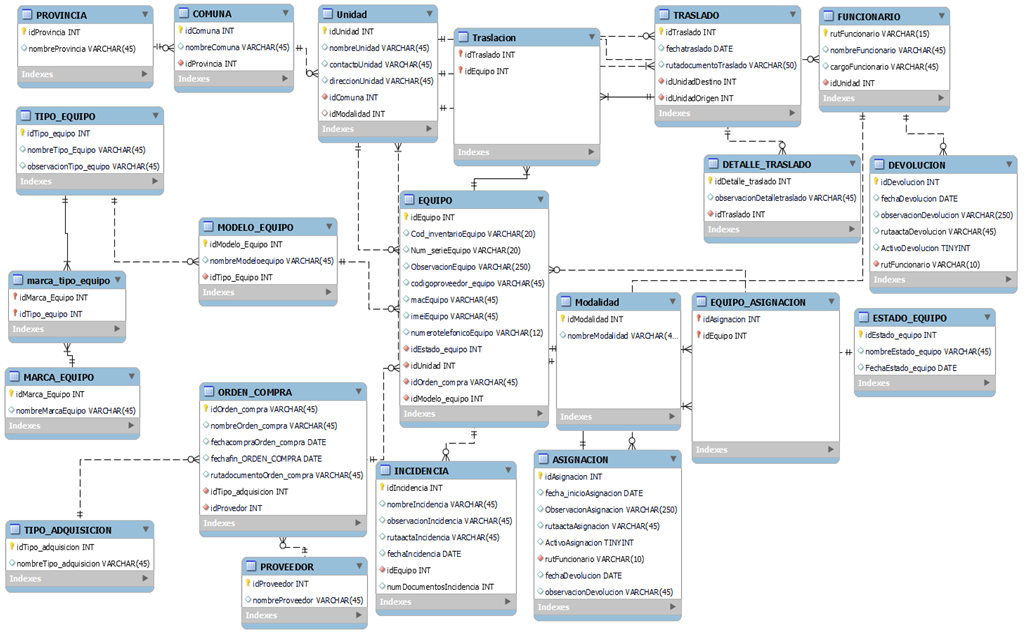 PROVINCIA
idProvincia INT
nombreProvincia VARCHAR(45)
Indexes
COMUNA
idComuna INT
nombreComuna VARCHAR(45)
idProvincia INT
Indexes
Unidad
idUnidad INT
nombreUnidad VARCHAR(45)
contactoUnidad VARCHAR(45)
direccionUnidad VARCHAR(45)
idComuna INT
idModalidad INT
Indexes
Traslacion
idTraslado INT
idEquipo INT
Indexes
TRASLADO
idTraslado INT
fechatraslado DATE
rutadocumentoTraslado VARCHAR(50)
idUnidadDestino INT
idUnidadOrigen INT
Indexes
FUNCIONARIO
rutFuncionario VARCHAR(15)
nombreFuncionario VARCHAR(45)
cargoFuncionario VARCHAR(45)
idUnidad INT
Indexes
TIPO_EQUIPO
idTipo_equipo INT
nombreTipo_Equipo VARCHAR(45)
observacionTipo_equipo VARCHAR(45)
Indexes
DETALLE_TRASLADO
idDetalle_traslado INT
observacionDetalletraslado VARCHAR(45)
idTraslado INT
Indexes
DEVOLUCION
idDevolucion INT
fechaDevolucion DATE
observacionDevolucion VARCHAR(250)
rutaactaDevolucion VARCHAR(45)
ActivoDevolucion TINYINT
rutFuncionario VARCHAR(10)
Indexes
EQUIPO
idEquipo INT
Cod_inventarioEquipo VARCHAR(20)
Num_serieEquipo VARCHAR(20)
ObservacionEquipo VARCHAR(250)
codigoproveedor_equipo VARCHAR(45)
macEquipo VARCHAR(45)
imeiEquipo VARCHAR(45)
numerotelefonicoEquipo VARCHAR(12)
idEstado_equipo INT
idUnidad INT
idOrden_compra VARCHAR(45)
idModelo_equipo INT
Indexes
MODELO_EQUIPO
idModelo_Equipo INT
nombreModeloequipo VARCHAR(45)
idTipo_Equipo INT
Indexes
marca_tipo_equipo
idMarca_Equipo INT
idTipo_equipo INT
Indexes
Modalidad
idModalidad INT
nombreModalidad VARCHAR(4...
Indexes
EQUIPO_ASIGNACION
idAsignacion INT
idEquipo INT
Indexes
ESTADO_EQUIPO
idEstado_equipo INT
nombreEstado_equipo VARCHAR(45)
FechaEstado_equipo DATE
Indexes
MARCA_EQUIPO
idMarca_Equipo INT
nombreMarcaEquipo VARCHAR(45)
Indexes
ORDEN_COMPRA
idOrden_compra VARCHAR(45)
nombreOrden_compra VARCHAR(45)
fechacompraOrden_compra DATE
fechafin_ORDEN_COMPRA DATE
rutadocumentoOrden_compra VARCHAR(45)
idTipo_adquisicion INT
idProvedor INT
Indexes
INCIDENCIA
idIncidencia INT
nombreIncidencia VARCHAR(45)
observacionIncidencia VARCHAR(45)
rutaactaIncidencia VARCHAR(45)
fechaIncidencia DATE
idEquipo INT
numDocumentosIncidencia INT
Indexes
ASIGNACION
idAsignacion INT
fecha_inicioAsignacion DATE
ObservacionAsignacion VARCHAR(250)
rutaactaAsignacion VARCHAR(45)
ActivoAsignacion TINYINT
rutFuncionario VARCHAR(10)
fechaDevolucion DATE
observacionDevolucion VARCHAR(45)
Indexes
TIPO_ADQUISICION
idTipo_adquisicion INT
nombreTipo_adquisicion VARCHAR(45)
Indexes
PROVEEDOR
idProveedor INT
nombreProveedor VARCHAR(45)
Indexes